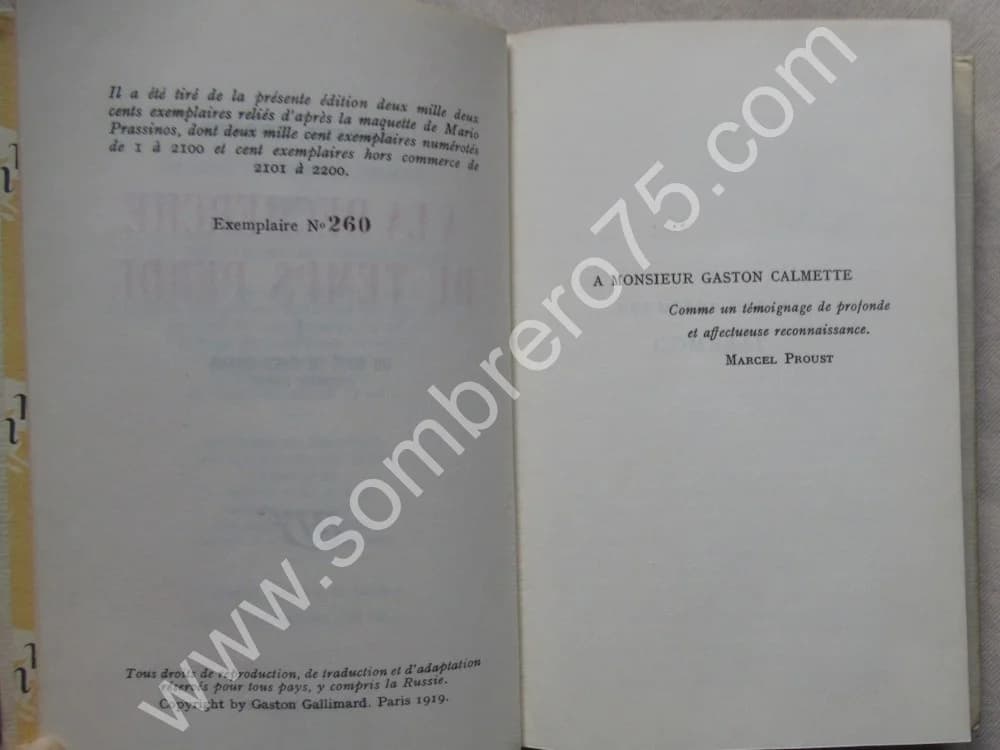 Il a été tiré de la présente édition deux mille deux
cents exemplaires reliés d'après la maquette de Mario
Prassinos, dont deux mille cent exemplaires numérotés
de 1 à 2100 et cent exemplaires hors commerce de
2101 à 2200.
Exemplaire No 260
Tous droits de reproduction, de traduction et d'adaptation
réservés pour tous pays, y compris la Russie.
Copyright by Gaston Gallimard. Paris 1919.
A MONSIEUR GASTON CALMETTE
Comme un témoignage de profonde
et affectueuse reconnaissance.
MARCEL PROUST
www.sombrero75.com